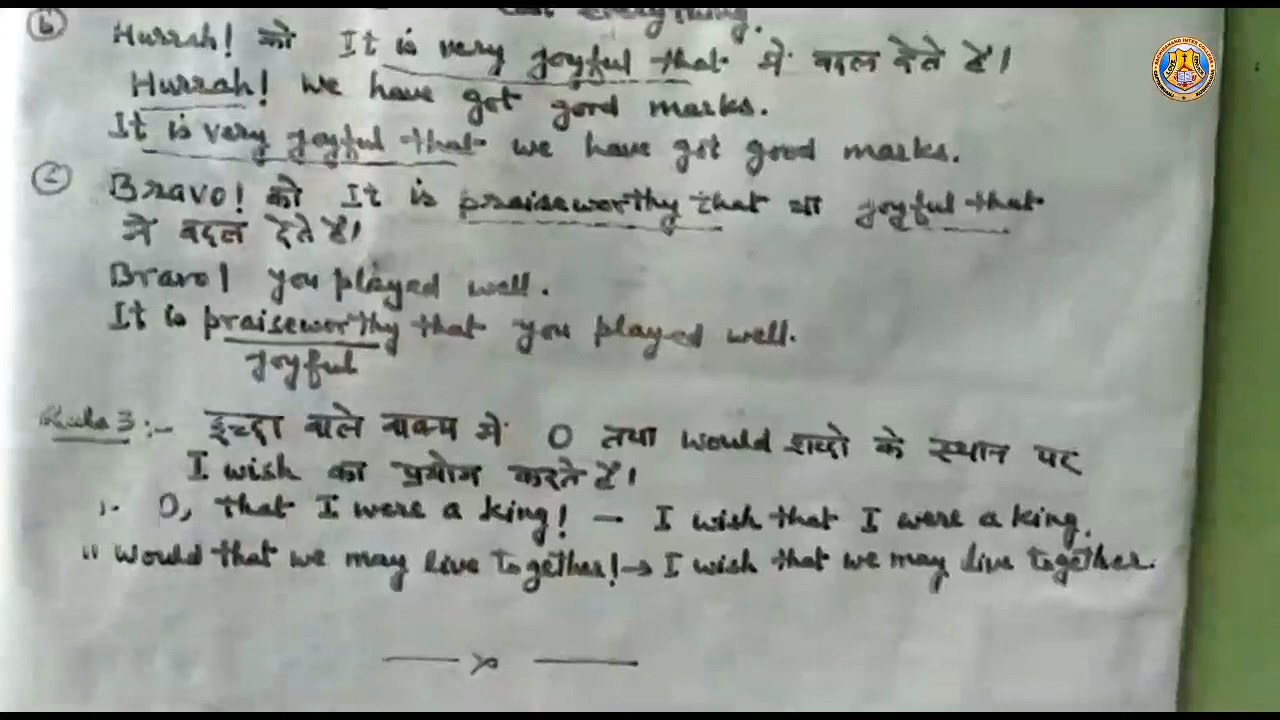 everything.
(b) Hurrah! को It is very joyful that में बदल देते हैं।
Hurrah! we have got good marks.
It is very joyful that we have got good marks.
(c) Bravo! को It is praiseworthy that या joyful that
में बदल देते हैं।
Bravo! you played well.
It is praiseworthy that you played well.
joyful
Rule 3:- इच्छा वाले वाक्य में O तथा would शब्दो के स्थान पर
I wish का प्रयोग करते हैं।
1.- O, that I were a king! — I wish that I were a king.
" Would that we may live together!→ I wish that we may live together.